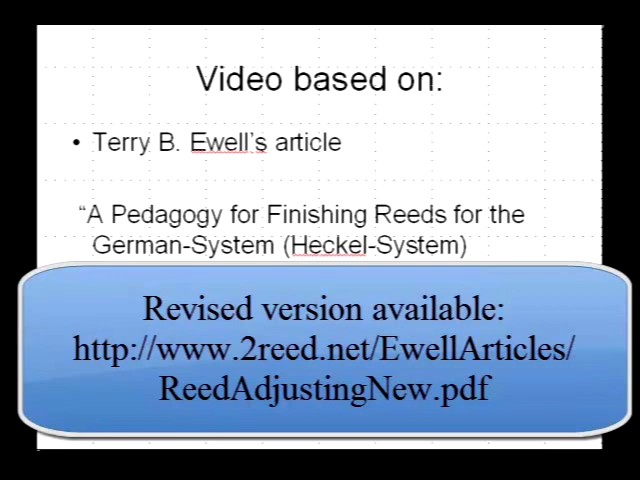 Video based on:
• Terry B. Ewell's article
“A Pedagogy for Finishing Reeds for the
German-System (Heckel-System)
Revised version available:
http://www.2reed.net/EwellArticles/
ReedAdjustingNew.pdf